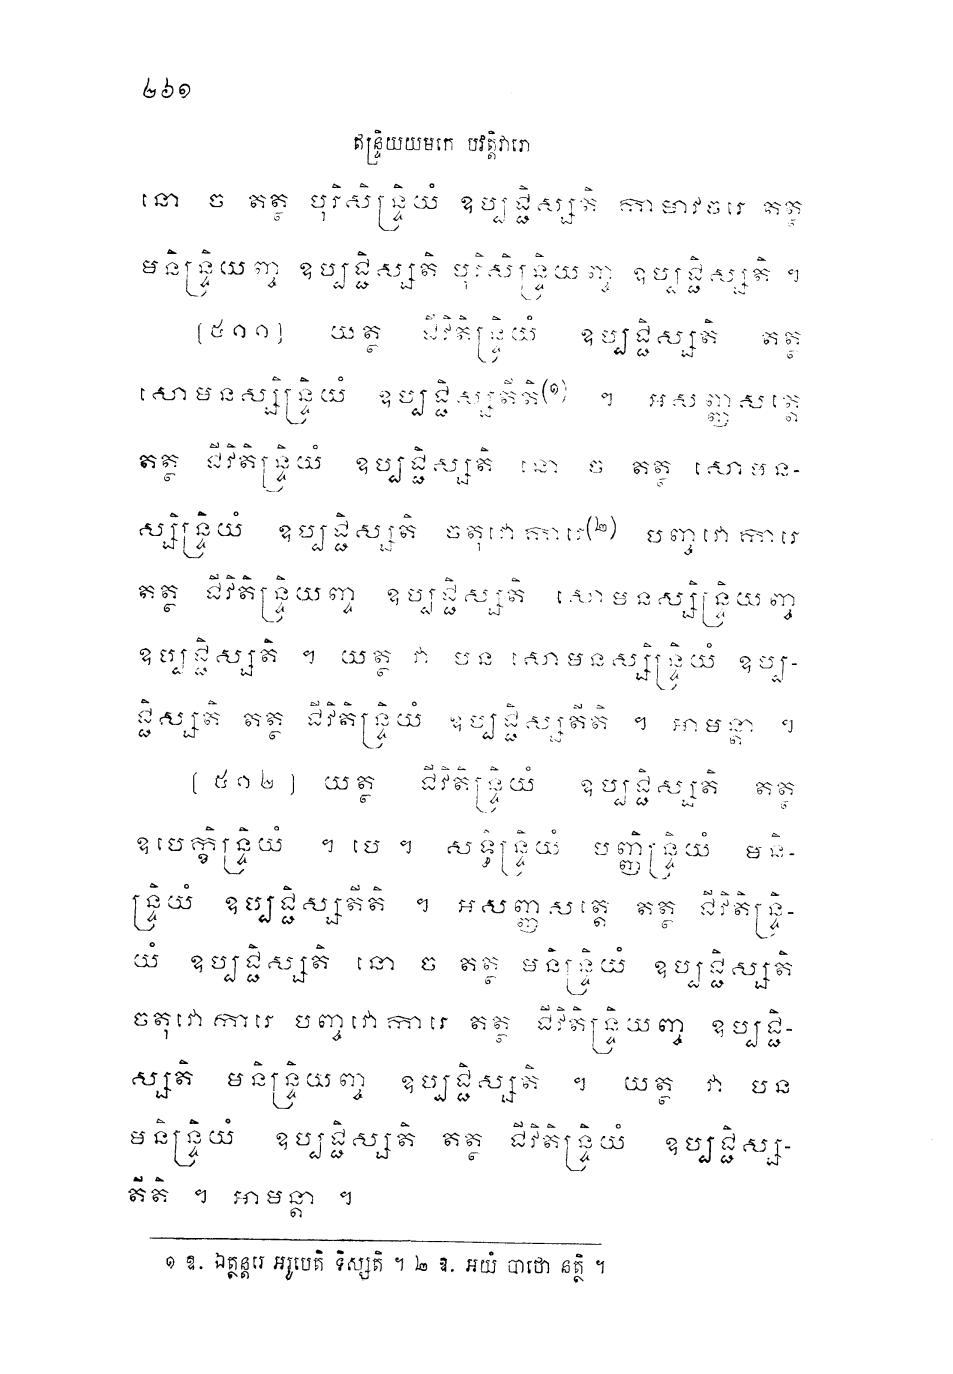 ២៦១
ឥន្ទ្រិយយមកេ បវត្តិវារោ
នោ ច តត្ថ បុរិសិន្ទ្រិយំ ឧប្បជ្ជិស្សតិ កាមាវចរេ តត្ថ
មនិន្ទ្រិយញ្ច ឧប្បជ្ជិស្សតិ បុរិសិន្ទ្រិយញ្ច ឧប្បជ្ជិស្សតិ ។
[៥១១] យត្ថ ជីវិតិន្ទ្រិយំ ឧប្បជ្ជិស្សតិ តត្ថ
សោមនស្សិន្ទ្រិយំ ឧប្បជ្ជិស្សតីតិ(១) ។ អសញ្ញសត្តេ
តត្ថ ជីវិតិន្ទ្រិយំ ឧប្បជ្ជិស្សតិ នោ ច តត្ថ សោមន-
ស្សិន្ទ្រិយំ ឧប្បជ្ជិស្សតិ ចតុវោការេ(២) បញ្ចវោការេ
តត្ថ ជីវិតិន្ទ្រិយញ្ច ឧប្បជ្ជិស្សតិ សោមនស្សិន្ទ្រិយញ្ច
ឧប្បជ្ជិស្សតិ ។ យត្ថ វា បន សោមនស្សិន្ទ្រិយំ ឧប្ប-
ជ្ជិស្សតិ តត្ថ ជីវិតិន្ទ្រិយំ ឧប្បជ្ជិស្សតីតិ ។ អាមន្តា ។
[៥១២] យត្ថ ជីវិតិន្ទ្រិយំ ឧប្បជ្ជិស្សតិ តត្ថ
ឧបេក្ខិន្ទ្រិយំ ។ បេ ។ សទ្ធិន្ទ្រិយំ បញ្ញិន្ទ្រិយំ មនិ-
ន្ទ្រិយំ ឧប្បជ្ជិស្សតីតិ ។ អសញ្ញសត្តេ តត្ថ ជីវិតិន្ទ្រិ-
យំ ឧប្បជ្ជិស្សតិ នោ ច តត្ថ មនិន្ទ្រិយំ ឧប្បជ្ជិស្សតិ
ចតុវោការេ បញ្ចវោការេ តត្ថ ជីវិតិន្ទ្រិយញ្ច ឧប្បជ្ជិ-
ស្សតិ មនិន្ទ្រិយញ្ច ឧប្បជ្ជិស្សតិ ។ យត្ថ វា បន
មនិន្ទ្រិយំ ឧប្បជ្ជិស្សតិ តត្ថ ជីវិតិន្ទ្រិយំ ឧប្បជ្ជិស្ស-
តីតិ ។ អាមន្តា ។
១ ឧ. ឯត្ថន្តរេ អរូបេតិ ទិស្សតិ ។ ២ ឧ. អយំ បាឋោ នត្ថិ ។